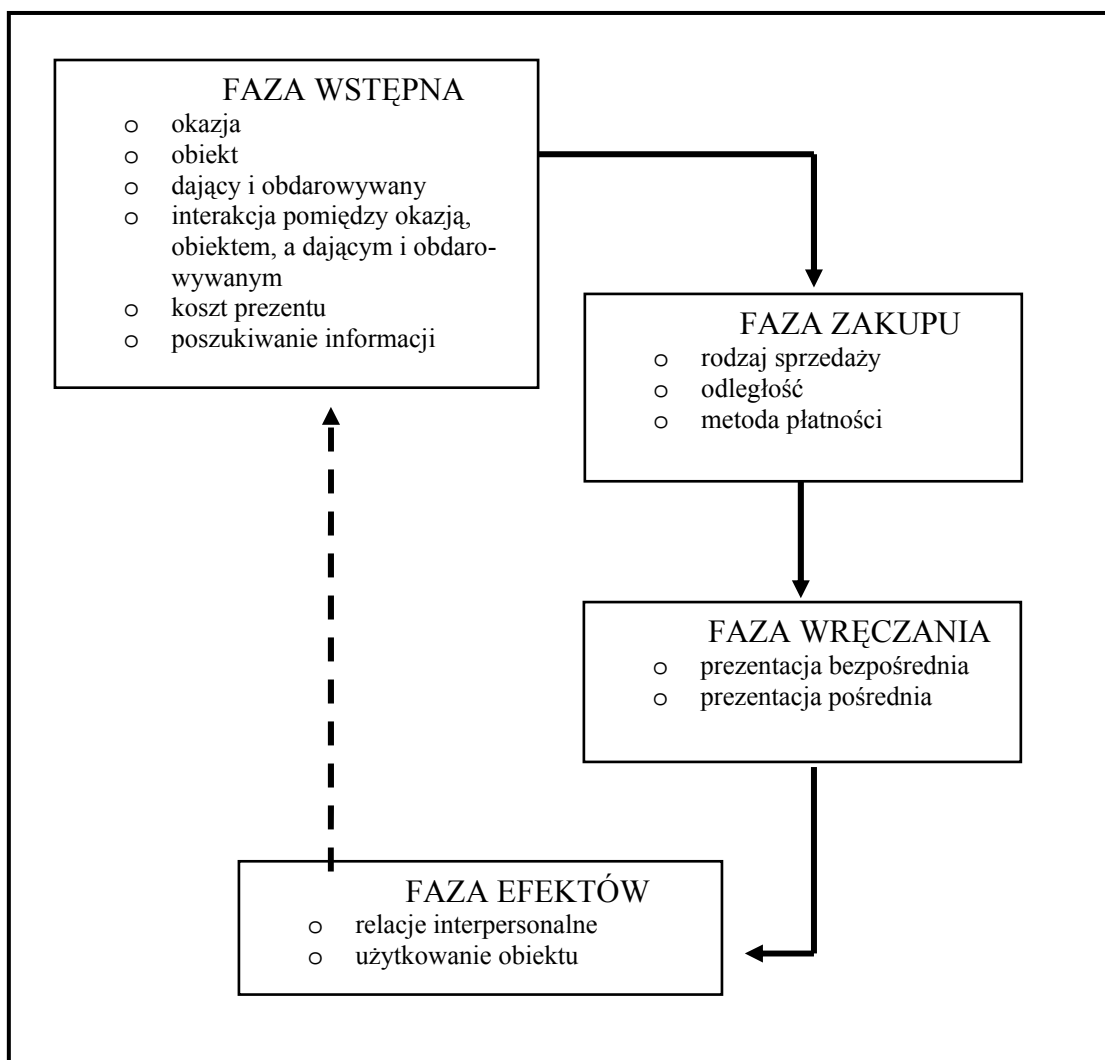 FAZA WSTĘPNA
o okazja
o obiekt
o dający i obdarowywany
o interakcja pomiędzy okazją,
obiektem, a dającym i obdaro-
wywanym
o koszt prezentu
o poszukiwanie informacji
FAZA ZAKUPU
o rodzaj sprzedaży
o odległość
o metoda płatności
FAZA WRĘCZANIA
o prezentacja bezpośrednia
o prezentacja pośrednia
FAZA EFEKTÓW
o relacje interpersonalne
o użytkowanie obiektu